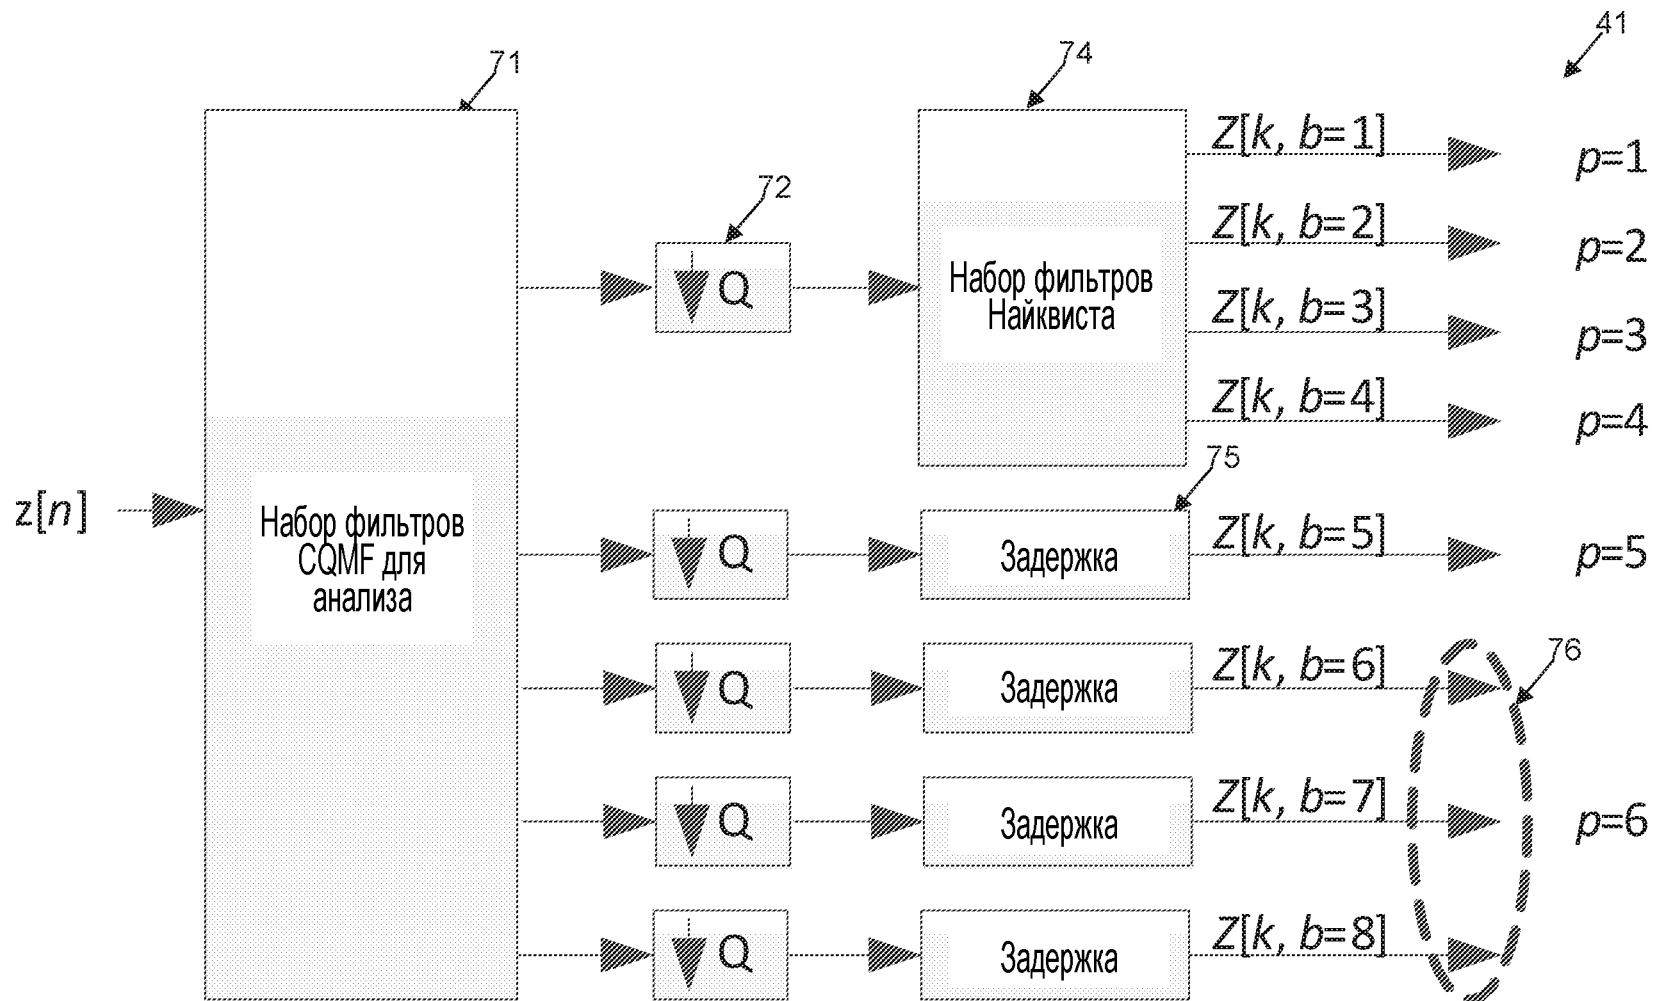 41
71
74
Z[k, b=1]
p=1
72
Z[k, b=2]
p=2
Q
Набор фильтров
Найквиста
Z[k, b=3]
p=3
Z[k, b=4]
p=4
75
z[n]
Набор фильтров
CQMF для
анализа
Q
Задержка
Z[k, b=5]
p=5
76
Q
Задержка
Z[k, b=6]
Q
Задержка
Z[k, b=7]
p=6
Q
Задержка
Z[k, b=8]